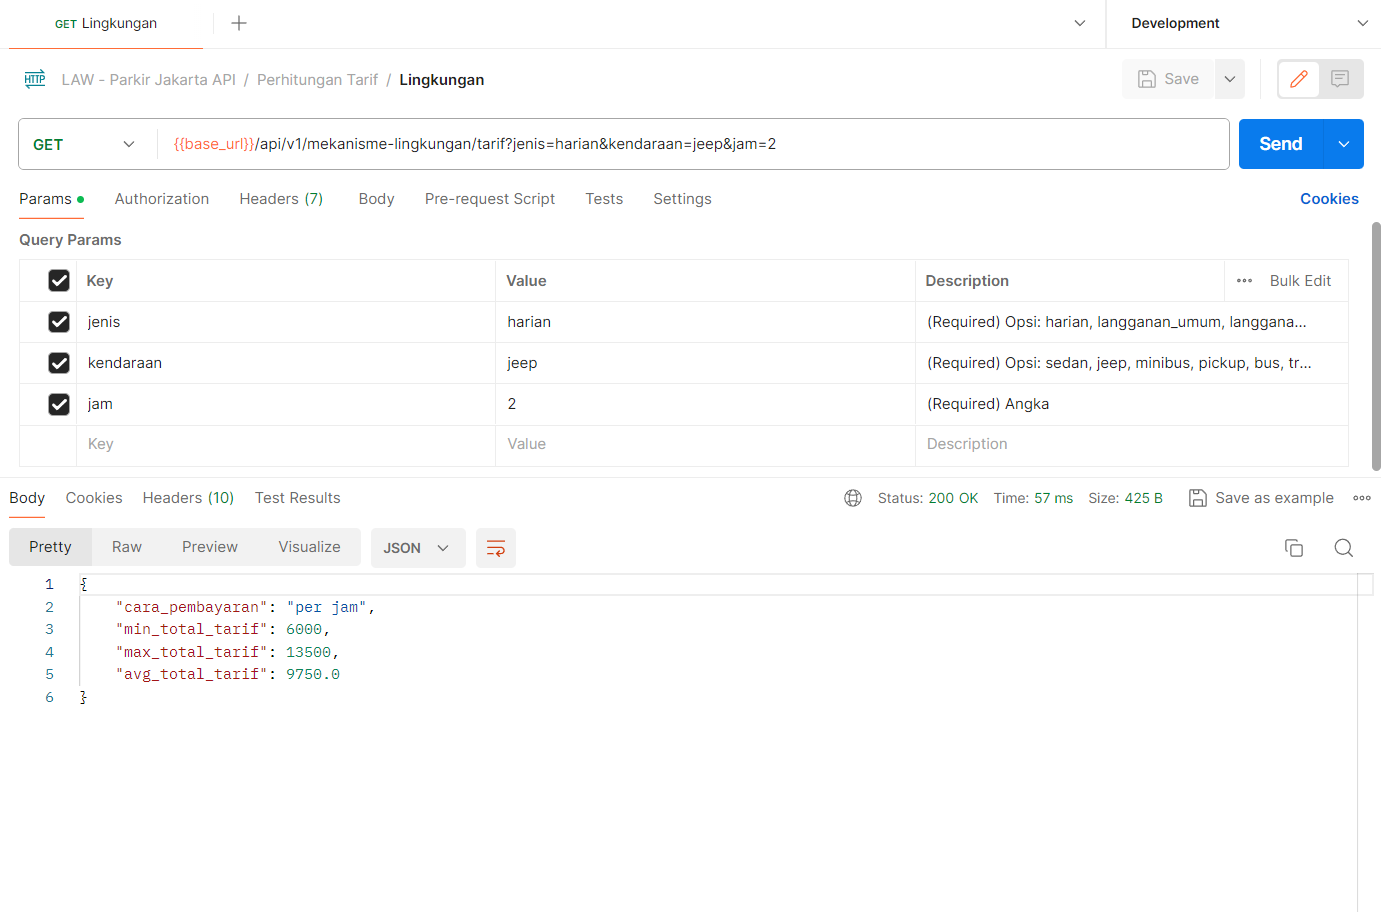 GET Lingkungan
Development
HTTP LAW - Parkir Jakarta API / Perhitungan Tarif / Lingkungan
Save
GET {{base_url}}/api/v1/mekanisme-lingkungan/tarif?jenis=harian&kendaraan=jeep&jam=2
Send
Params Authorization Headers (7) Body Pre-request Script Tests Settings Cookies
Query Params
Key Value Description Bulk Edit
jenis harian (Required) Opsi: harian, langganan_umum, langgana...
kendaraan jeep (Required) Opsi: sedan, jeep, minibus, pickup, bus, tr...
jam 2 (Required) Angka
Key Value Description
Body Cookies Headers (10) Test Results Status: 200 OK Time: 57 ms Size: 425 B Save as example
Pretty Raw Preview Visualize JSON
1 {
2 "cara_pembayaran": "per jam",
3 "min_total_tarif": 6000,
4 "max_total_tarif": 13500,
5 "avg_total_tarif": 9750.0
6 }